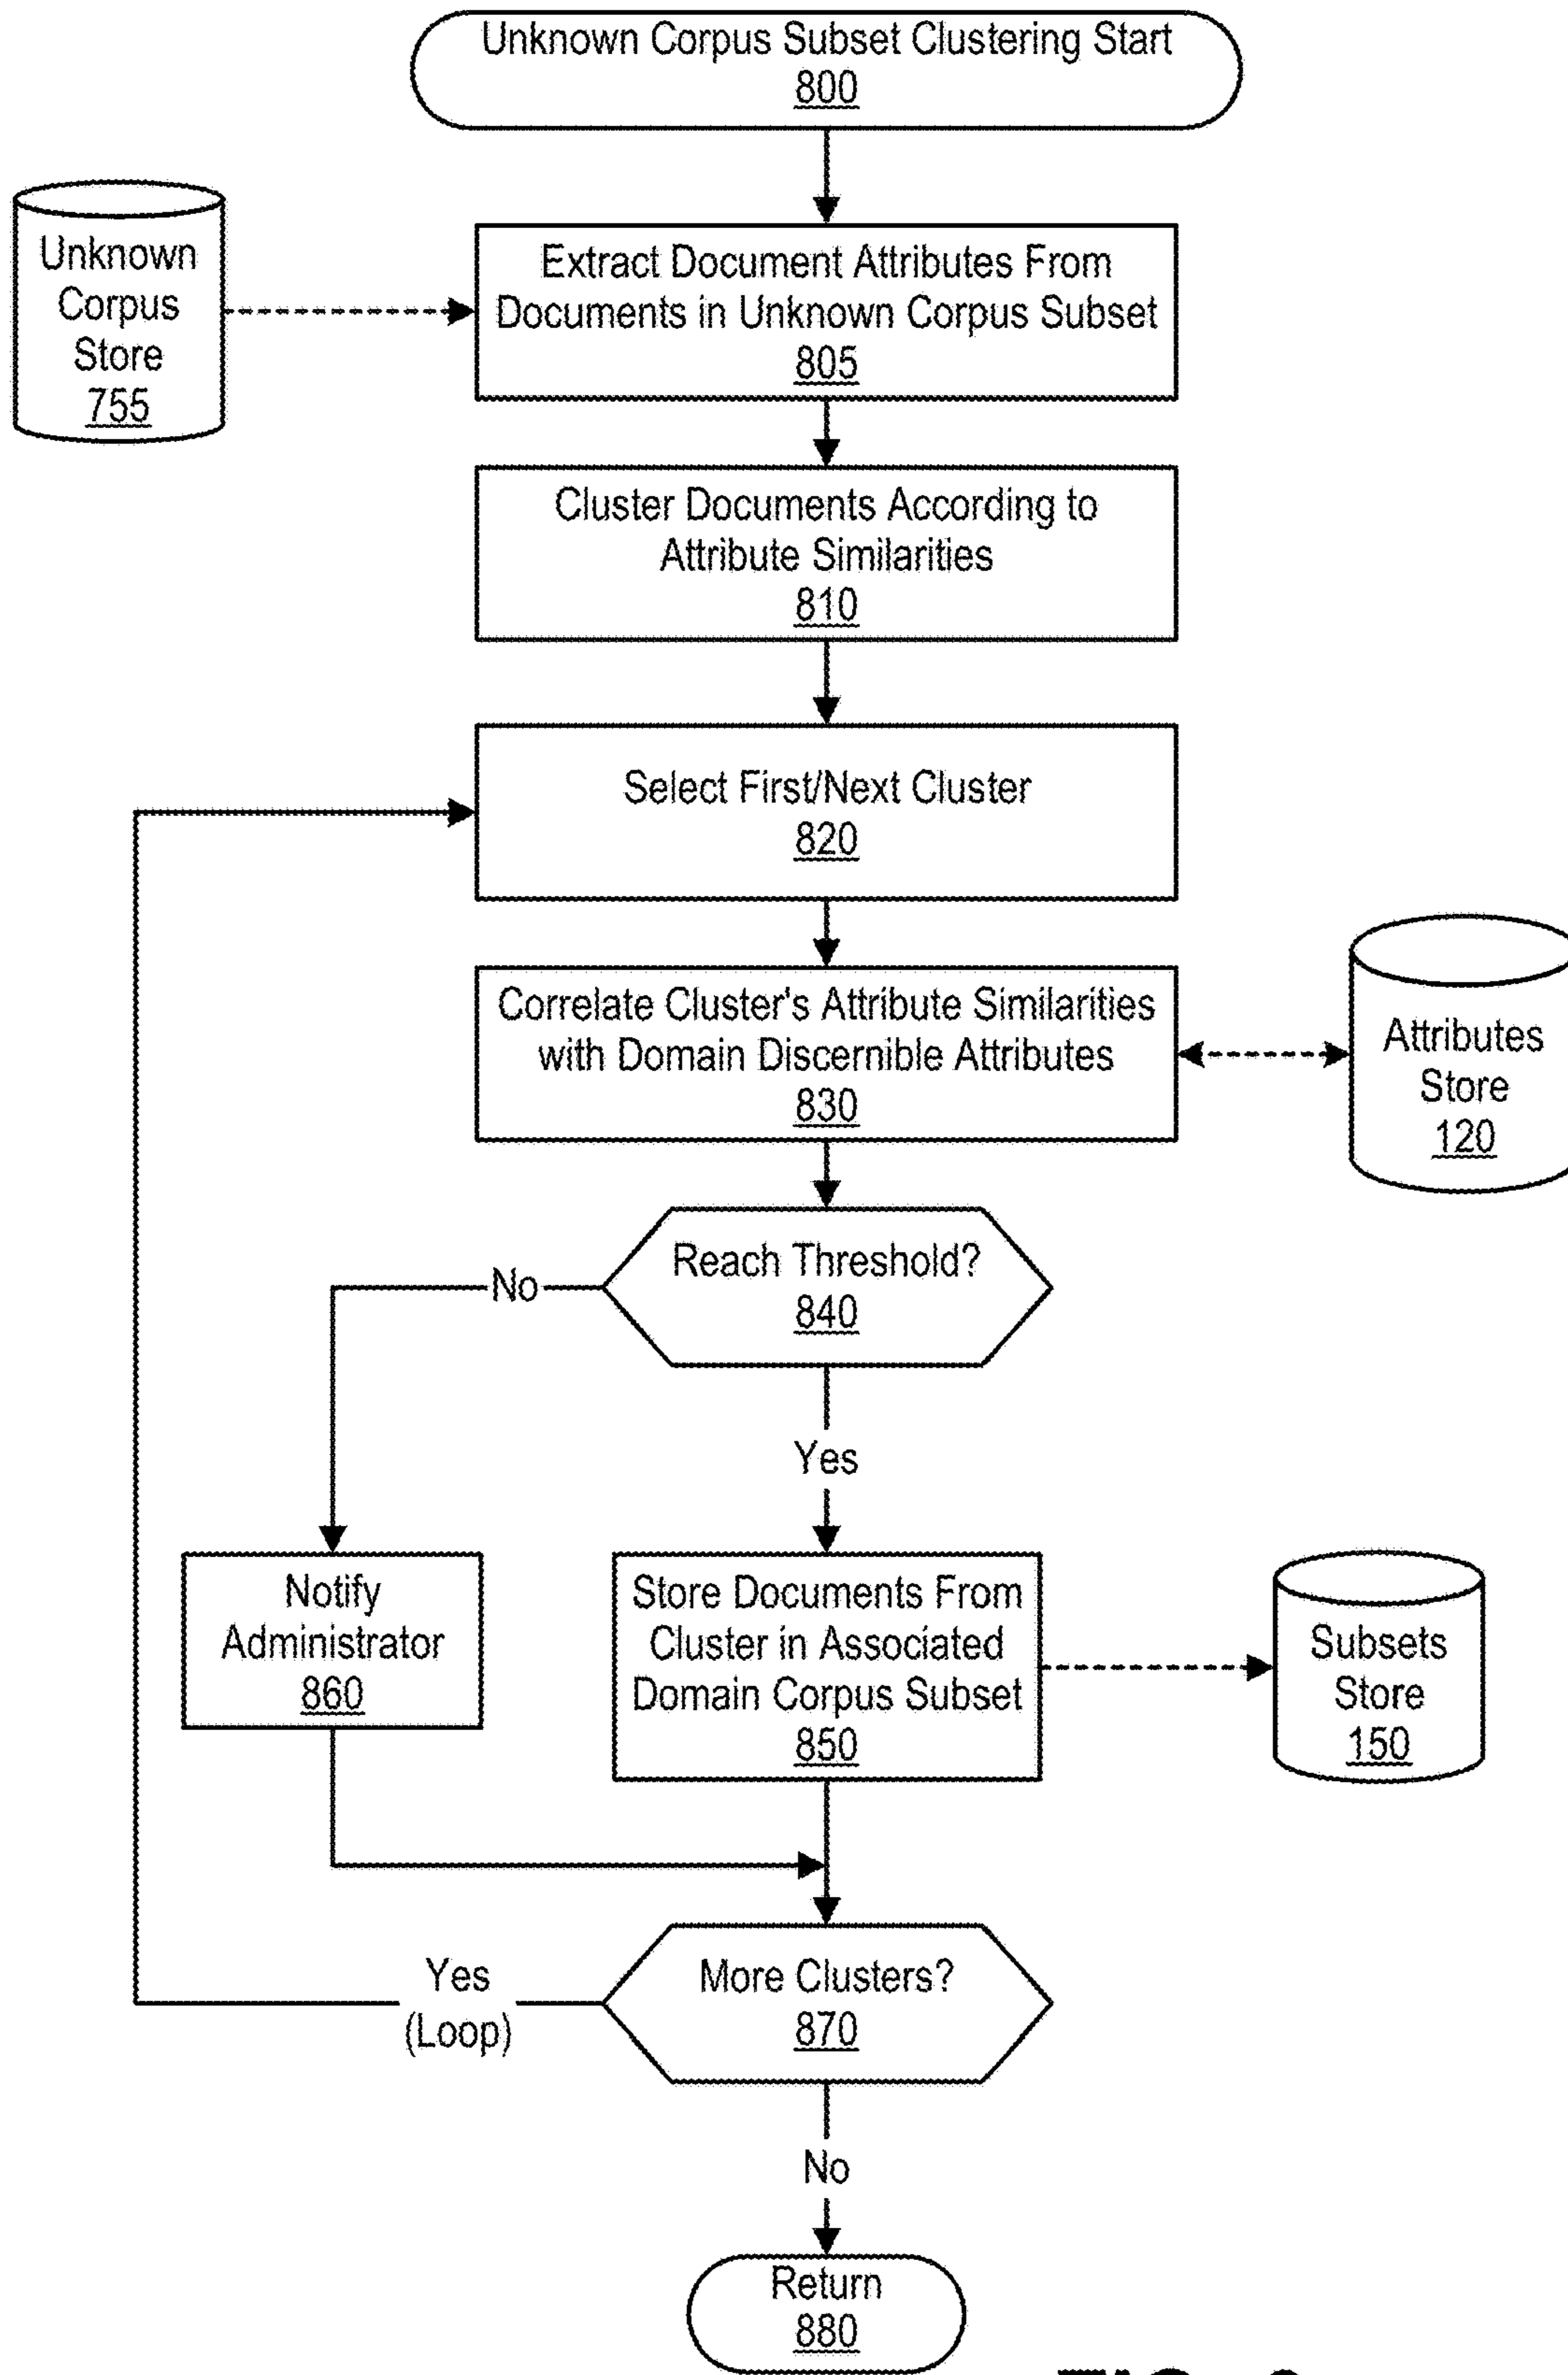 Unknown Corpus Subset Clustering Start
800
Unknown
Corpus
Store
755
Extract Document Attributes From
Documents in Unknown Corpus Subset
805
Cluster Documents According to
Attribute Similarities
810
Select First/Next Cluster
820
Correlate Cluster's Attribute Similarities
with Domain Discernible Attributes
830
Attributes
Store
120
Reach Threshold?
840
No
Yes
Notify
Administrator
860
Store Documents From
Cluster in Associated
Domain Corpus Subset
850
Subsets
Store
150
More Clusters?
870
Yes
(Loop)
No
Return
880